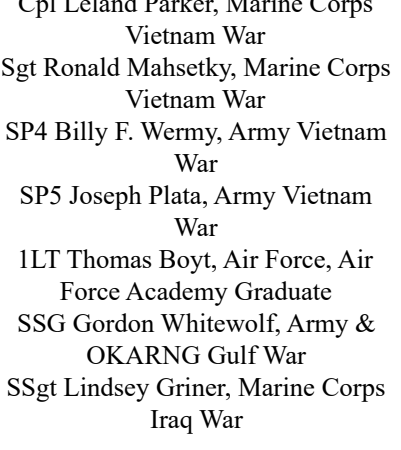 Cpl Leland Parker, Marine Corps
Vietnam War
Sgt Ronald Mahsetky, Marine Corps
Vietnam War
SP4 Billy F. Wermy, Army Vietnam
War
SP5 Joseph Plata, Army Vietnam
War
1LT Thomas Boyt, Air Force, Air
Force Academy Graduate
SSG Gordon Whitewolf, Army &
OKARNG Gulf War
SSgt Lindsey Griner, Marine Corps
Iraq War